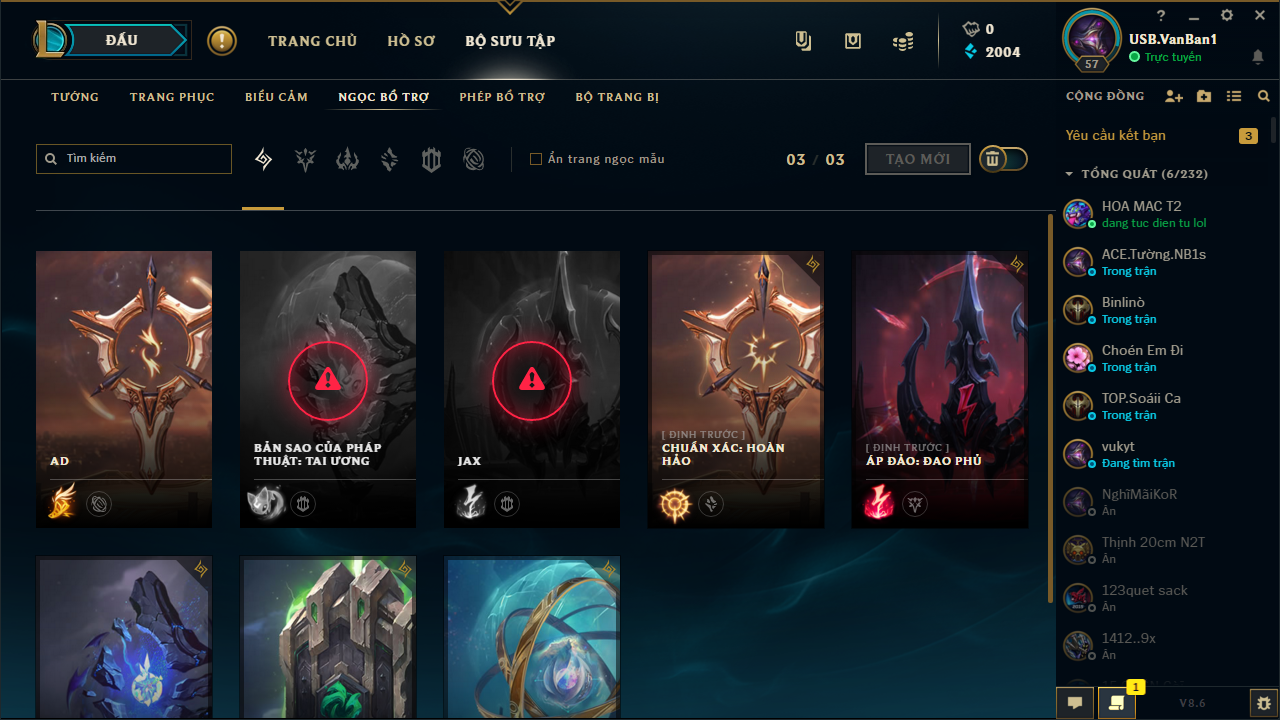 ĐẤU
TRANG CHỦ
HỒ SƠ
BỘ SƯU TẬP
0
2004
57
USB.VanBan1
Trực tuyến
TƯỚNG
TRANG PHỤC
BIỂU CẢM
NGỌC BỔ TRỢ
PHÉP BỔ TRỢ
BỘ TRANG BỊ
CỘNG ĐỒNG
Tìm kiếm
Ẩn trang ngọc mẫu
03 / 03
TẠO MỚI
Yêu cầu kết bạn
3
TỔNG QUÁT (6/232)
HOA MAC T2
dang tuc dien tu lol
ACE.Tường.NB1s
Trong trận
Binlinò
Trong trận
Choén Em Đi
Trong trận
TOP.Soáii Ca
Trong trận
vukyt
Đang tìm trận
NghĩMãiKoR
Ẩn
Thịnh 20cm N2T
Ẩn
123quet sack
Ẩn
1412..9x
Ẩn
AD
BẢN SAO CỦA PHÁP
THUẬT: TAI ƯƠNG
JAX
[ ĐỊNH TRƯỚC ]
CHUẨN XÁC: HOÀN
HẢO
[ ĐỊNH TRƯỚC ]
ÁP ĐẢO: ĐAO PHỦ
1
V8.6